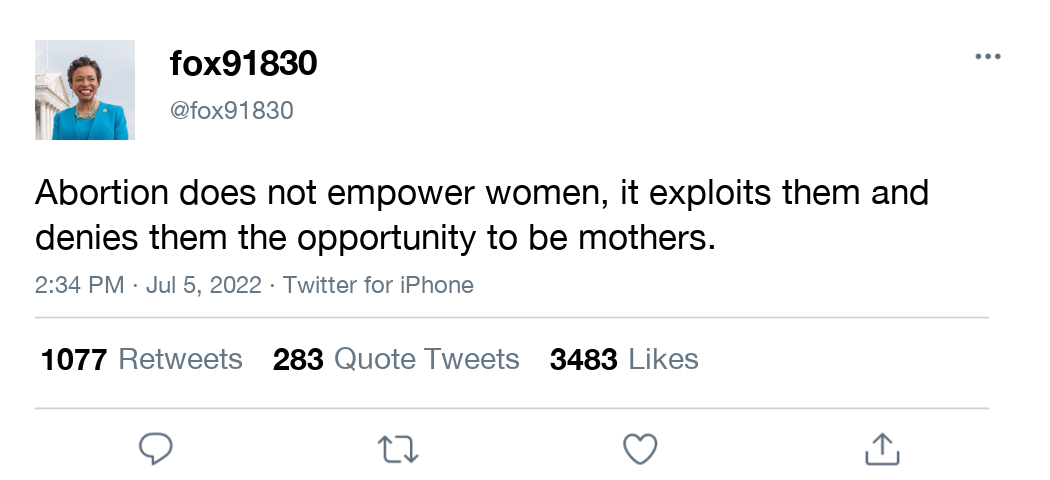 fox91830
@fox91830
Abortion does not empower women, it exploits them and
denies them the opportunity to be mothers.
2:34 PM · Jul 5, 2022 · Twitter for iPhone
1077 Retweets 283 Quote Tweets 3483 Likes